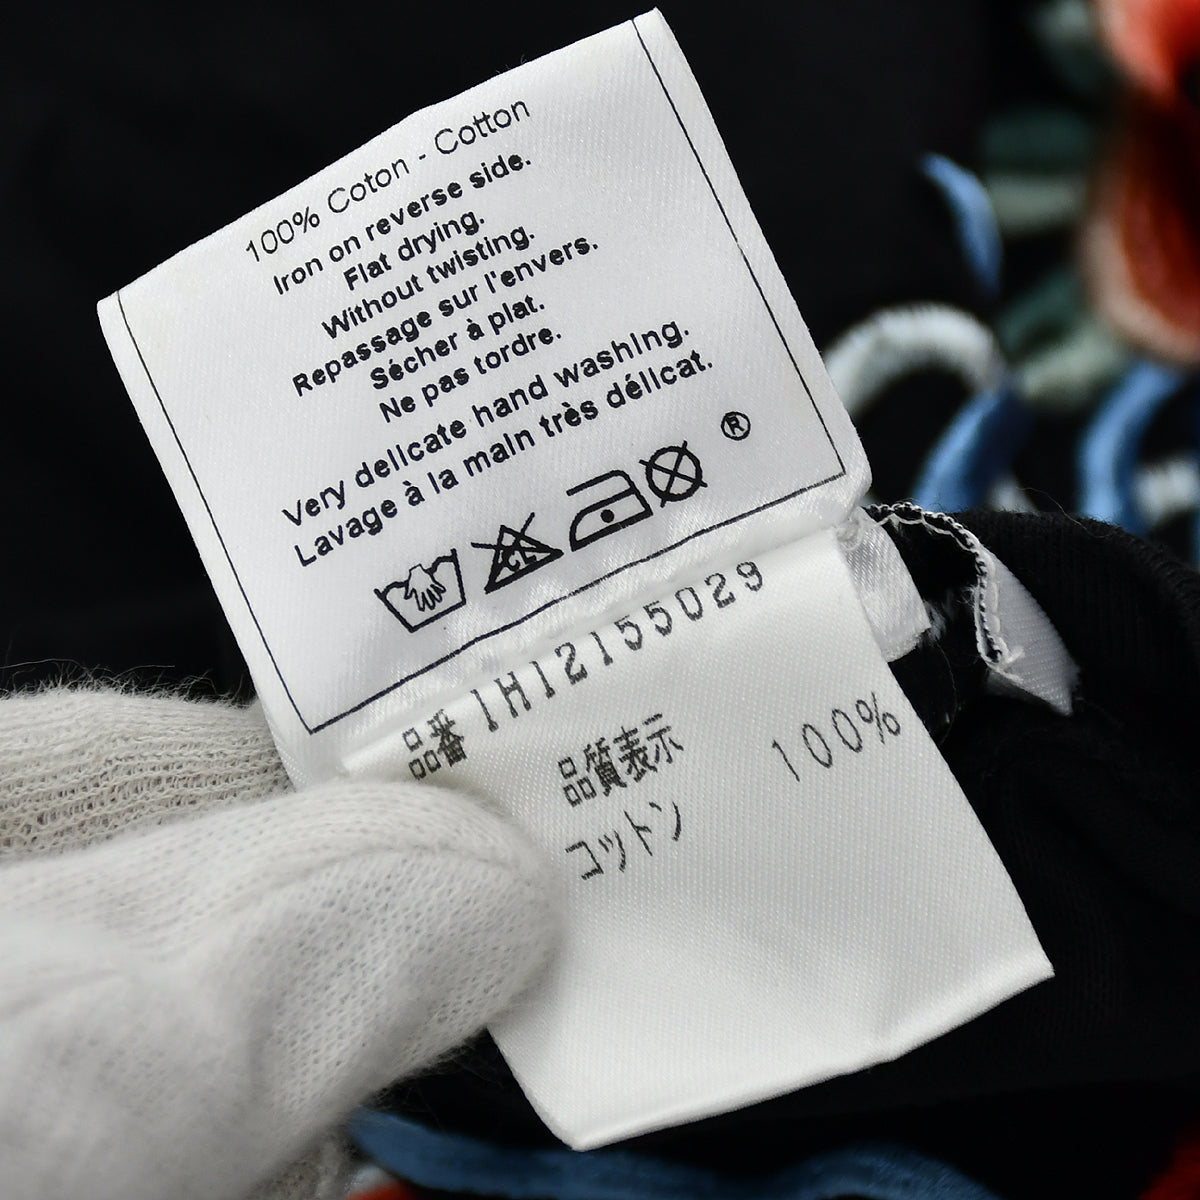 100% Coton - Cotton
Iron on reverse side.
Flat drying.
Without twisting.
Repassage sur l'envers.
Sécher à plat.
Ne pas tordre.
Very delicate hand washing.
Lavage à la main très délicat.
CL ®
品番 1H12155029
品質表示
コットン 100%